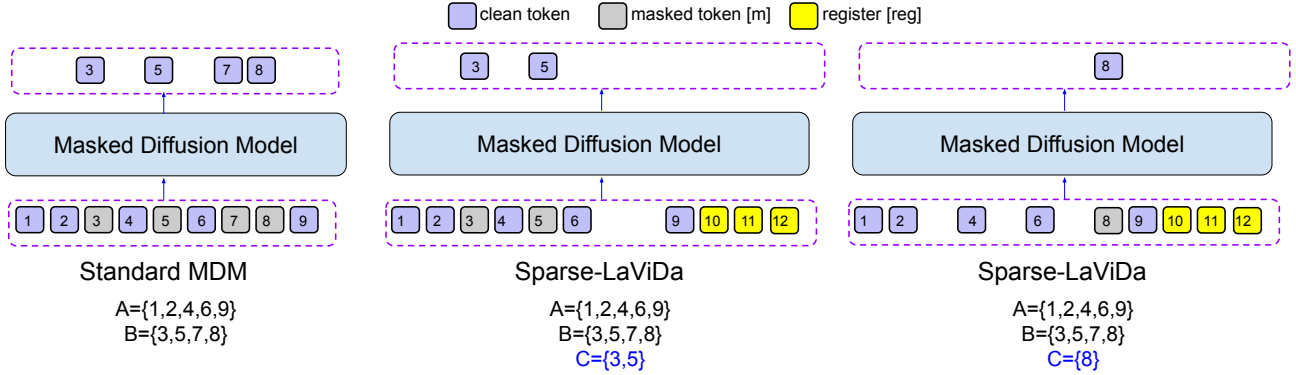 clean token masked token [m] register [reg]
3 5 7 8
Masked Diffusion Model
1 2 3 4 5 6 7 8 9
Standard MDM
A={1,2,4,6,9}
B={3,5,7,8}
3 5
Masked Diffusion Model
1 2 3 4 5 6 9 10 11 12
Sparse-LaViDa
A={1,2,4,6,9}
B={3,5,7,8}
C={3,5}
8
Masked Diffusion Model
1 2 4 6 8 9 10 11 12
Sparse-LaViDa
A={1,2,4,6,9}
B={3,5,7,8}
C={8}